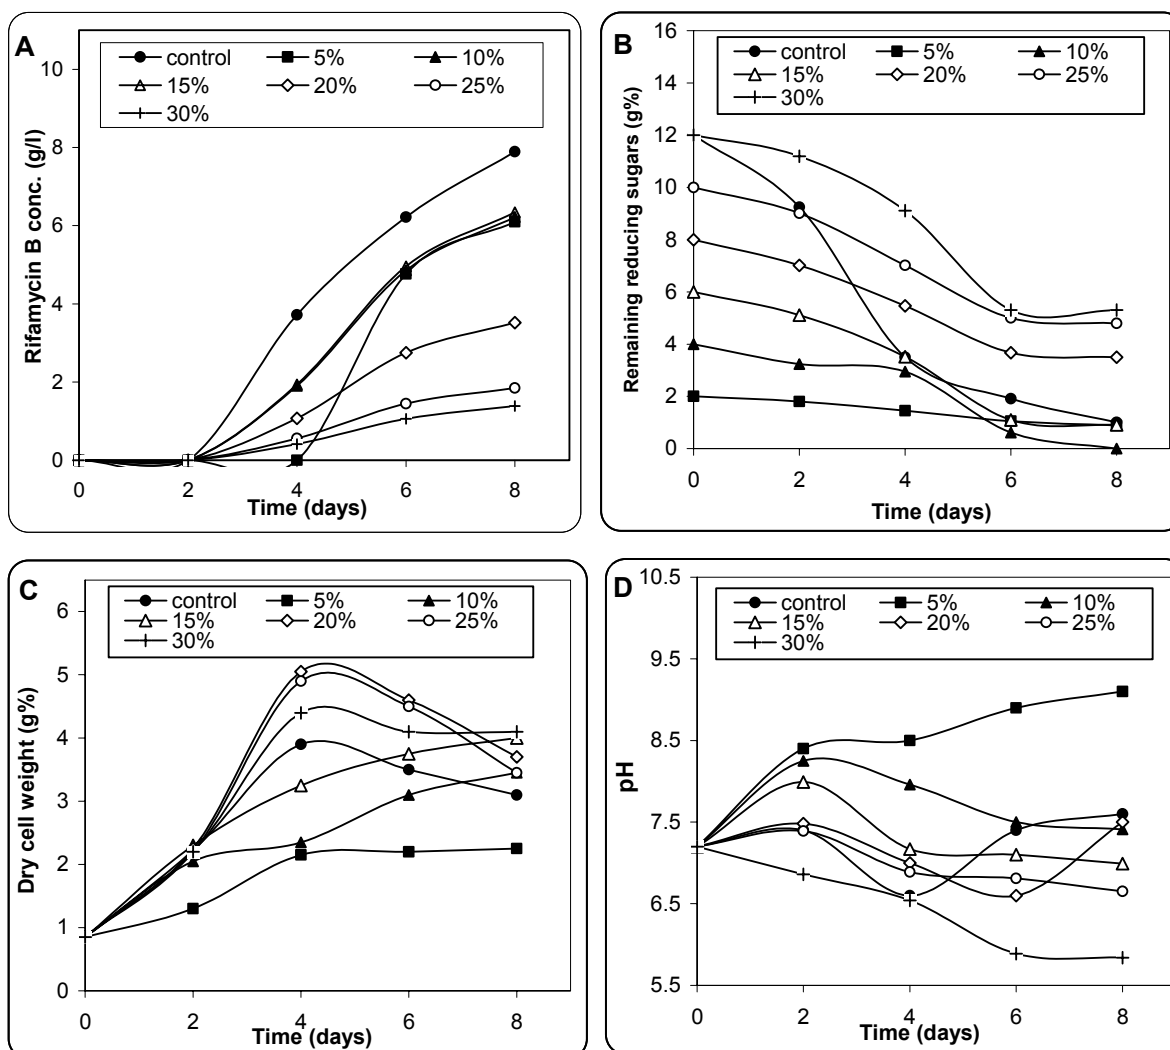 A
control 5% 10%
15% 20% 25%
30%
Rifamycin B conc. (g/l)
10
8
6
4
2
0
0 2 4 6 8
Time (days)
B
control 5% 10%
15% 20% 25%
30%
Remaining reducing sugars (g%)
16
14
12
10
8
6
4
2
0
0 2 4 6 8
Time (days)
C
control 5% 10%
15% 20% 25%
30%
Dry cell weight (g%)
6
5
4
3
2
1
0
0 2 4 6 8
Time (days)
D
control 5% 10%
15% 20% 25%
30%
pH
10.5
9.5
8.5
7.5
6.5
5.5
0 2 4 6 8
Time (days)